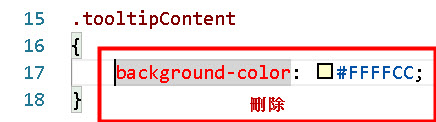 15 .tooltipContent
16 {
17 background-color: #FFFFCC;
18 }
刪除